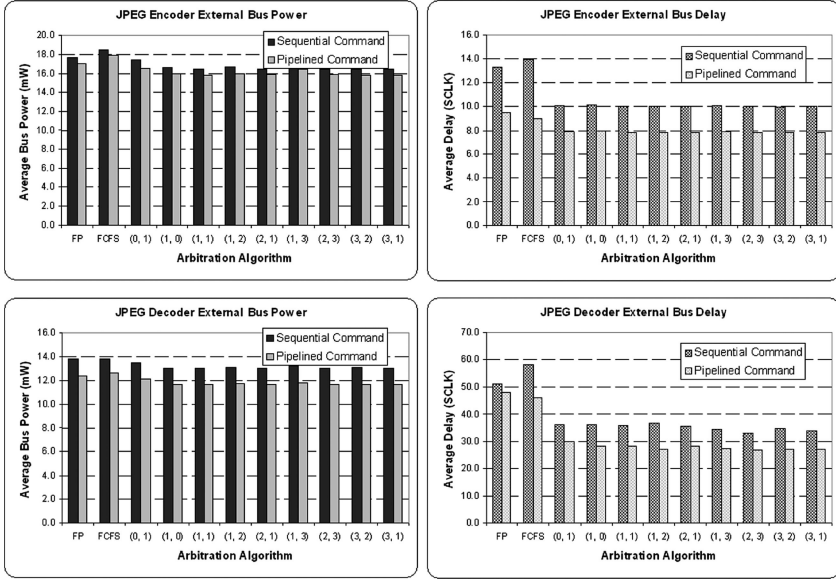 JPEG Encoder External Bus Power
Average Bus Power (mW)
20.0
18.0
16.0
14.0
12.0
10.0
8.0
6.0
4.0
2.0
0.0
Sequential Command
Pipelined Command
FP FCFS (0, 1) (1, 0) (1, 1) (1, 2) (2, 1) (1, 3) (2, 3) (3, 2) (3, 1)
Arbitration Algorithm
JPEG Encoder External Bus Delay
Average Delay (SCLK)
16.0
14.0
12.0
10.0
8.0
6.0
4.0
2.0
0.0
Sequential Command
Pipelined Command
FP FCFS (0, 1) (1, 0) (1, 1) (1, 2) (2, 1) (1, 3) (2, 3) (3, 2) (3, 1)
Arbitration Algorithm
JPEG Decoder External Bus Power
Average Bus Power (mW)
16.0
14.0
12.0
10.0
8.0
6.0
4.0
2.0
0.0
Sequential Command
Pipelined Command
FP FCFS (0, 1) (1, 0) (1, 1) (1, 2) (2, 1) (1, 3) (2, 3) (3, 2) (3, 1)
Arbitration Algorithm
JPEG Decoder External Bus Delay
Average Delay (SCLK)
70.0
60.0
50.0
40.0
30.0
20.0
10.0
0.0
Sequential Command
Pipelined Command
FP FCFS (0, 1) (1, 0) (1, 1) (1, 2) (2, 1) (1, 3) (2, 3) (3, 2) (3, 1)
Arbitration Algorithm